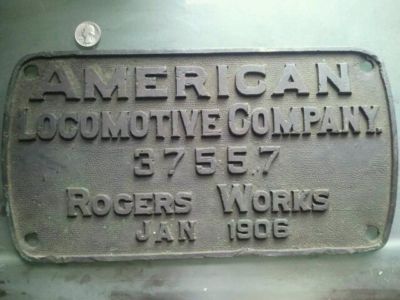 AMERICAN
LOCOMOTIVE COMPANY.
37557
ROGERS WORKS
JAN 1906